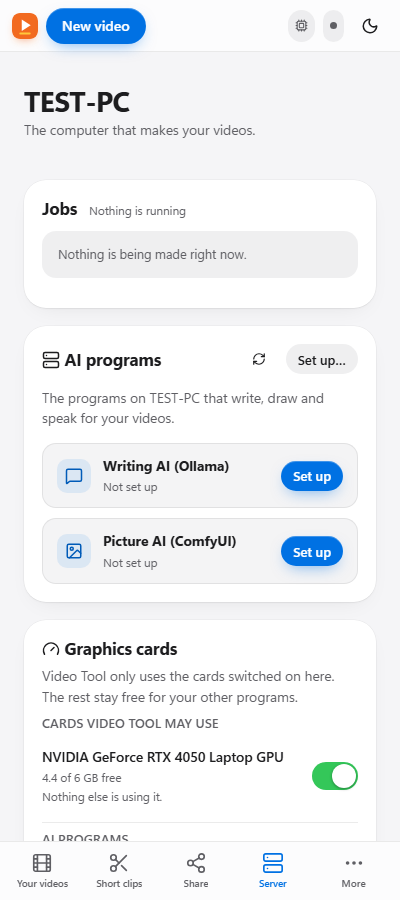 New video
TEST-PC
The computer that makes your videos.
Jobs Nothing is running
Nothing is being made right now.
AI programs Set up...
The programs on TEST-PC that write, draw and
speak for your videos.
Writing AI (Ollama)
Not set up
Set up
Picture AI (ComfyUI)
Not set up
Set up
Graphics cards
Video Tool only uses the cards switched on here.
The rest stay free for your other programs.
CARDS VIDEO TOOL MAY USE
NVIDIA GeForce RTX 4050 Laptop GPU
4.4 of 6 GB free
Nothing else is using it.
AI PROGRAMS
Your videos Short clips Share Server More